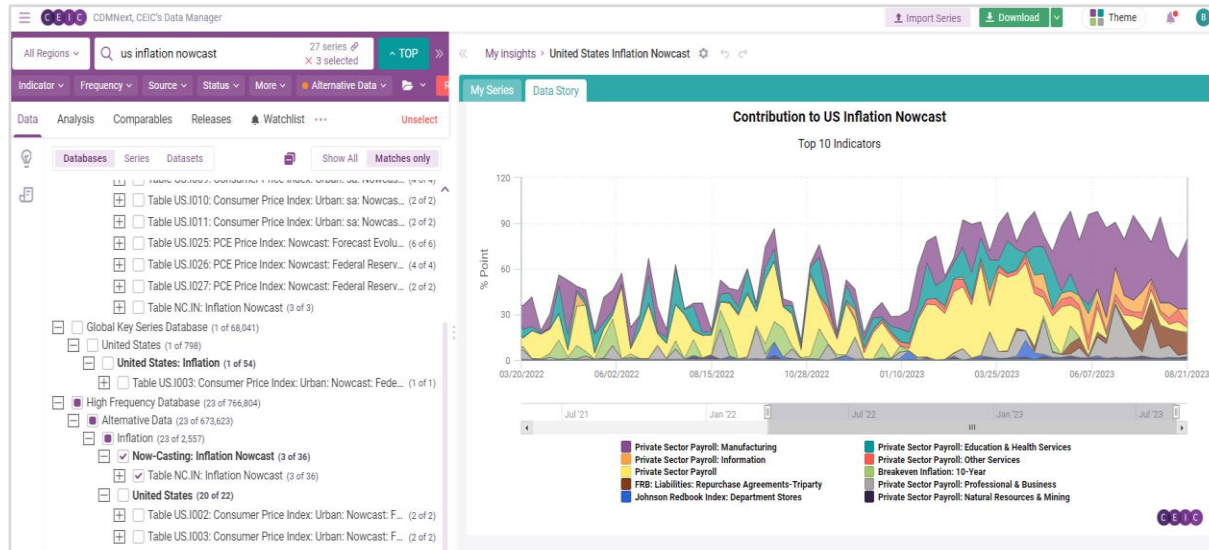 CEIC CDMNext, CEIC's Data Manager
Import Series
Download
Theme
B
All Regions
us inflation nowcast
27 series
X 3 selected
TOP
Indicator
Frequency
Source
Status
More
Alternative Data
R
Data
Analysis
Comparables
Releases
Watchlist
Unselect
Databases
Series
Datasets
Show All
Matches only
Table US.I009: Consumer Price Index: Urban: sa: Nowcas... (4 of 4)
Table US.I010: Consumer Price Index: Urban: sa: Nowcas... (2 of 2)
Table US.I011: Consumer Price Index: Urban: sa: Nowcas... (2 of 2)
Table US.I025: PCE Price Index: Nowcast: Forecast Evolu... (6 of 6)
Table US.I026: PCE Price Index: Nowcast: Federal Reserv... (4 of 4)
Table US.I027: PCE Price Index: Nowcast: Federal Reserv... (2 of 2)
Table NC.IN: Inflation Nowcast (3 of 3)
Global Key Series Database (1 of 68,041)
United States (1 of 798)
United States: Inflation (1 of 54)
Table US.I003: Consumer Price Index: Urban: Nowcast: Fede... (1 of 1)
High Frequency Database (23 of 766,804)
Alternative Data (23 of 673,623)
Inflation (23 of 2,557)
Now-Casting: Inflation Nowcast (3 of 36)
Table NC.IN: Inflation Nowcast (3 of 36)
United States (20 of 22)
Table US.I002: Consumer Price Index: Urban: Nowcast: F... (2 of 2)
Table US.I003: Consumer Price Index: Urban: Nowcast: F... (2 of 2)
My insights > United States Inflation Nowcast
My Series
Data Story
Contribution to US Inflation Nowcast
Top 10 Indicators
% Point
120
90
60
30
0
03/20/2022
06/02/2022
08/15/2022
10/28/2022
01/10/2023
03/25/2023
06/07/2023
08/21/2023
Jul '21
Jan '22
Jul '22
Jan '23
Jul '23
Private Sector Payroll: Manufacturing
Private Sector Payroll: Information
Private Sector Payroll
FRB: Liabilities: Repurchase Agreements-Triparty
Johnson Redbook Index: Department Stores
Private Sector Payroll: Education & Health Services
Private Sector Payroll: Other Services
Breakeven Inflation: 10-Year
Private Sector Payroll: Professional & Business
Private Sector Payroll: Natural Resources & Mining
CEIC